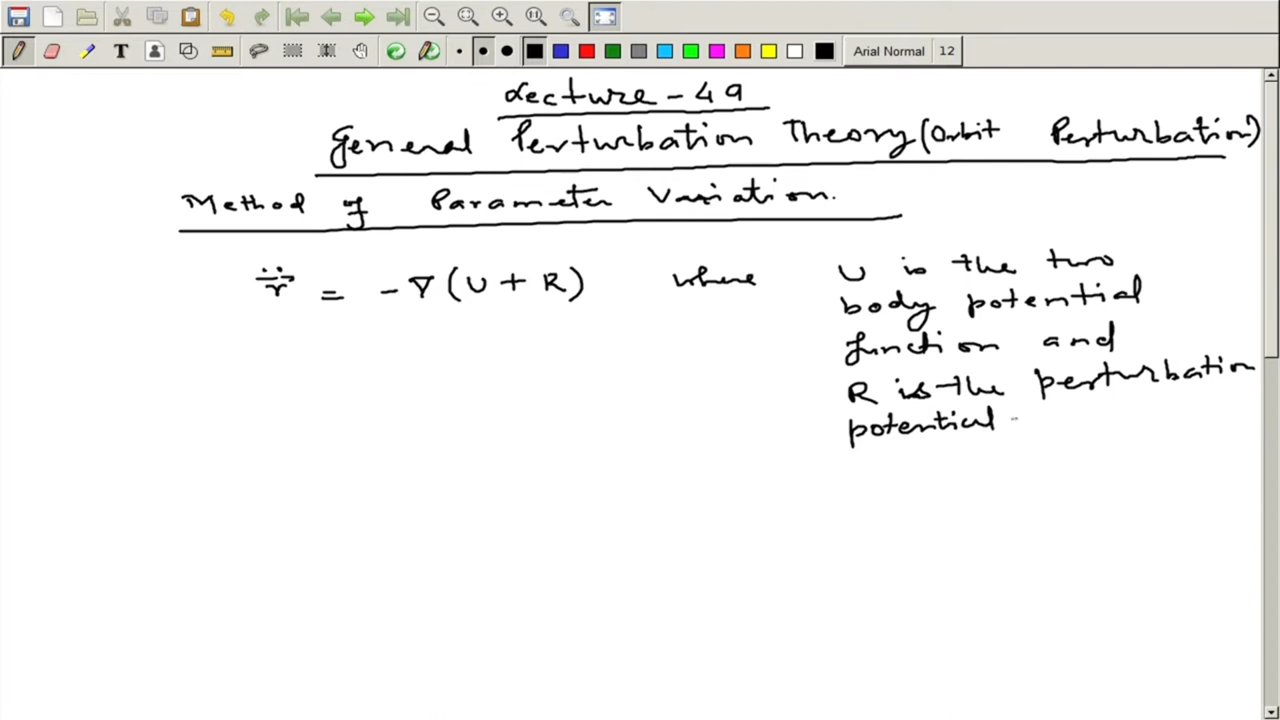 Arial Normal 12
Lecture - 49
General Perturbation Theory (Orbit Perturbation)
Method of Parameter Variation.
r̈⃗ = -∇(U + R) where U is the two
body potential
function and
R is the perturbation
potential